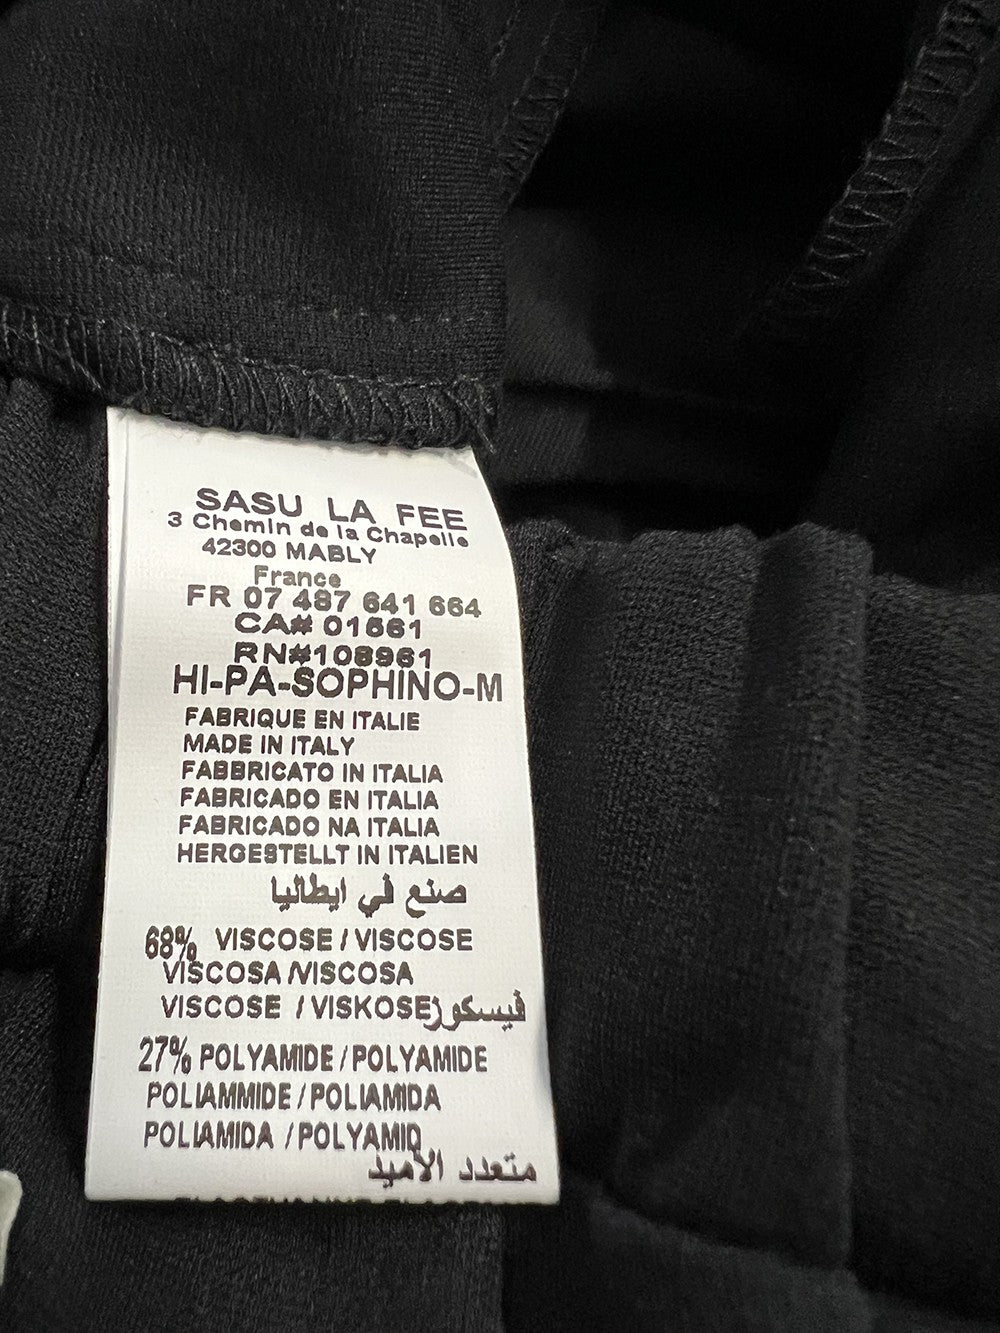 SASU LA FEE
3 Chemin de la Chapelle
42300 MABLY
France
FR 07 487 641 664
CA# 01661
RN#108961
HI-PA-SOPHINO-M
FABRIQUE EN ITALIE
MADE IN ITALY
FABBRICATO IN ITALIA
FABRICADO EN ITALIA
FABRICADO NA ITALIA
HERGESTELLT IN ITALIEN
صنع في ايطاليا
68% VISCOSE / VISCOSE
VISCOSA /VISCOSA
VISCOSE / VISKOSE فيسكوز
27% POLYAMIDE / POLYAMIDE
POLIAMMIDE / POLIAMIDA
POLIAMIDA / POLYAMID
متعدد الأميد